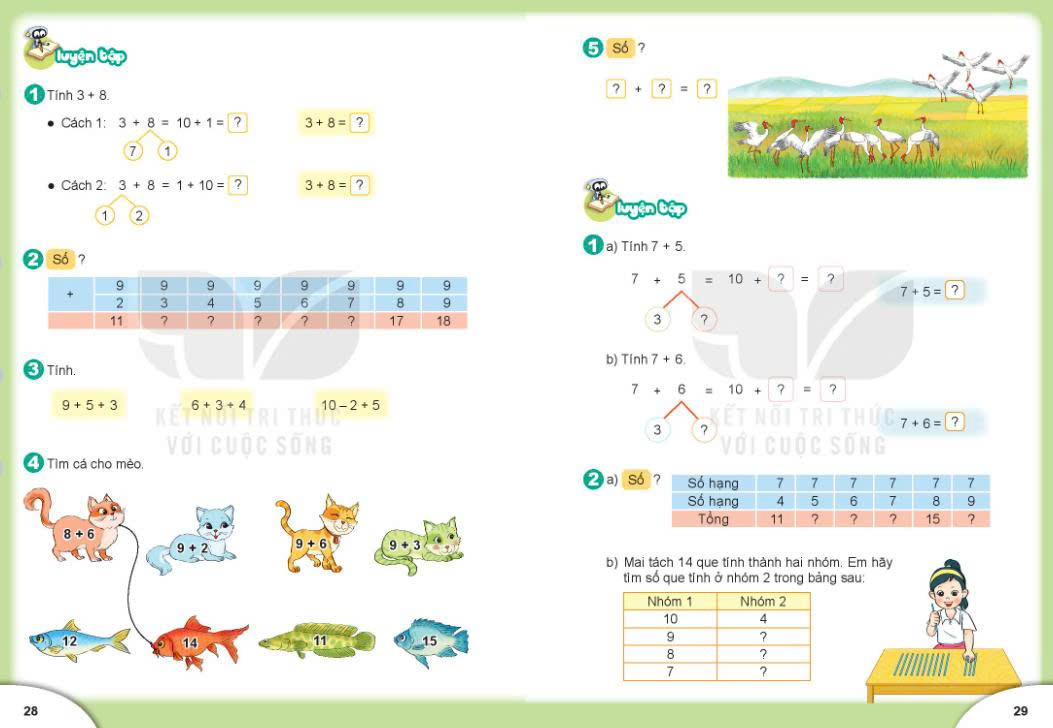 Luyện tập
1 Tính 3 + 8.
• Cách 1: 3 + 8 = 10 + 1 = ? 3 + 8 = ?
7 1
• Cách 2: 3 + 8 = 1 + 10 = ? 3 + 8 = ?
1 2
2 Số ?
+ 9 9 9 9 9 9 9 9
2 3 4 5 6 7 8 9
11 ? ? ? ? ? 17 18
3 Tính.
9 + 5 + 3 6 + 3 + 4 10 – 2 + 5
4 Tìm cá cho mèo.
8 + 6 9 + 2 9 + 6 9 + 3
12 14 11 15
28
5 Số ?
? + ? = ?
Luyện tập
1 a) Tính 7 + 5.
7 + 5 = 10 + ? = ? 7 + 5 = ?
3 ?
b) Tính 7 + 6.
7 + 6 = 10 + ? = ? 7 + 6 = ?
3 ?
2 a) Số ?
Số hạng 7 7 7 7 7 7
Số hạng 4 5 6 7 8 9
Tổng 11 ? ? ? 15 ?
b) Mai tách 14 que tính thành hai nhóm. Em hãy
tìm số que tính ở nhóm 2 trong bảng sau:
Nhóm 1 Nhóm 2
10 4
9 ?
8 ?
7 ?
29
KẾT NỐI TRI THỨC
VỚI CUỘC SỐNG
KẾT NỐI TRI THỨC
VỚI CUỘC SỐNG